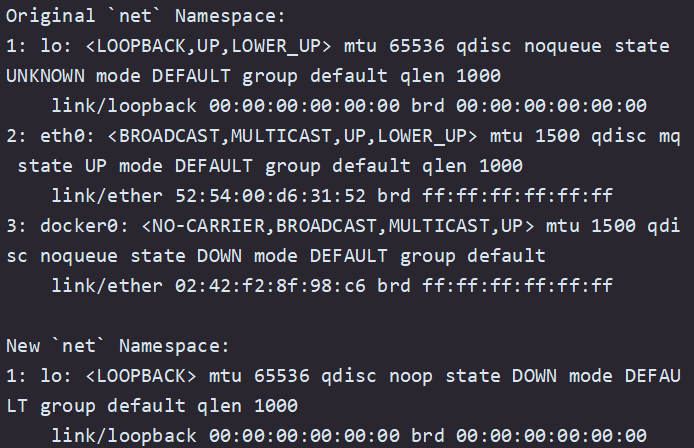 Original `net` Namespace:
1: lo: <LOOPBACK,UP,LOWER_UP> mtu 65536 qdisc noqueue state
UNKNOWN mode DEFAULT group default qlen 1000
    link/loopback 00:00:00:00:00:00 brd 00:00:00:00:00:00
2: eth0: <BROADCAST,MULTICAST,UP,LOWER_UP> mtu 1500 qdisc mq
 state UP mode DEFAULT group default qlen 1000
    link/ether 52:54:00:d6:31:52 brd ff:ff:ff:ff:ff:ff
3: docker0: <NO-CARRIER,BROADCAST,MULTICAST,UP> mtu 1500 qdi
sc noqueue state DOWN mode DEFAULT group default
    link/ether 02:42:f2:8f:98:c6 brd ff:ff:ff:ff:ff:ff

New `net` Namespace:
1: lo: <LOOPBACK> mtu 65536 qdisc noop state DOWN mode DEFAU
LT group default qlen 1000
    link/loopback 00:00:00:00:00:00 brd 00:00:00:00:00:00